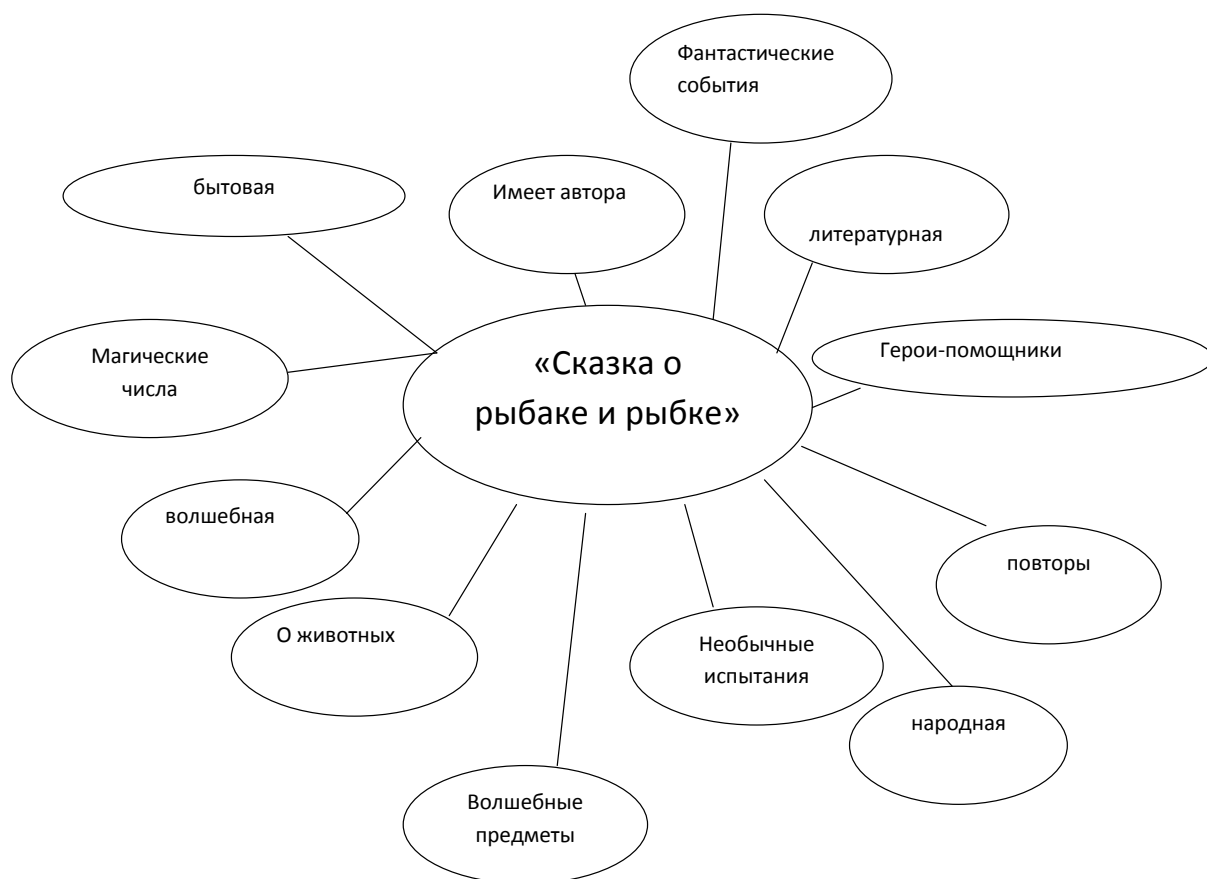 Фантастические
события
бытовая
Имеет автора
литературная
Магические
числа
«Сказка о
рыбаке и рыбке»
Герои-помощники
волшебная
повторы
О животных
Необычные
испытания
народная
Волшебные
предметы